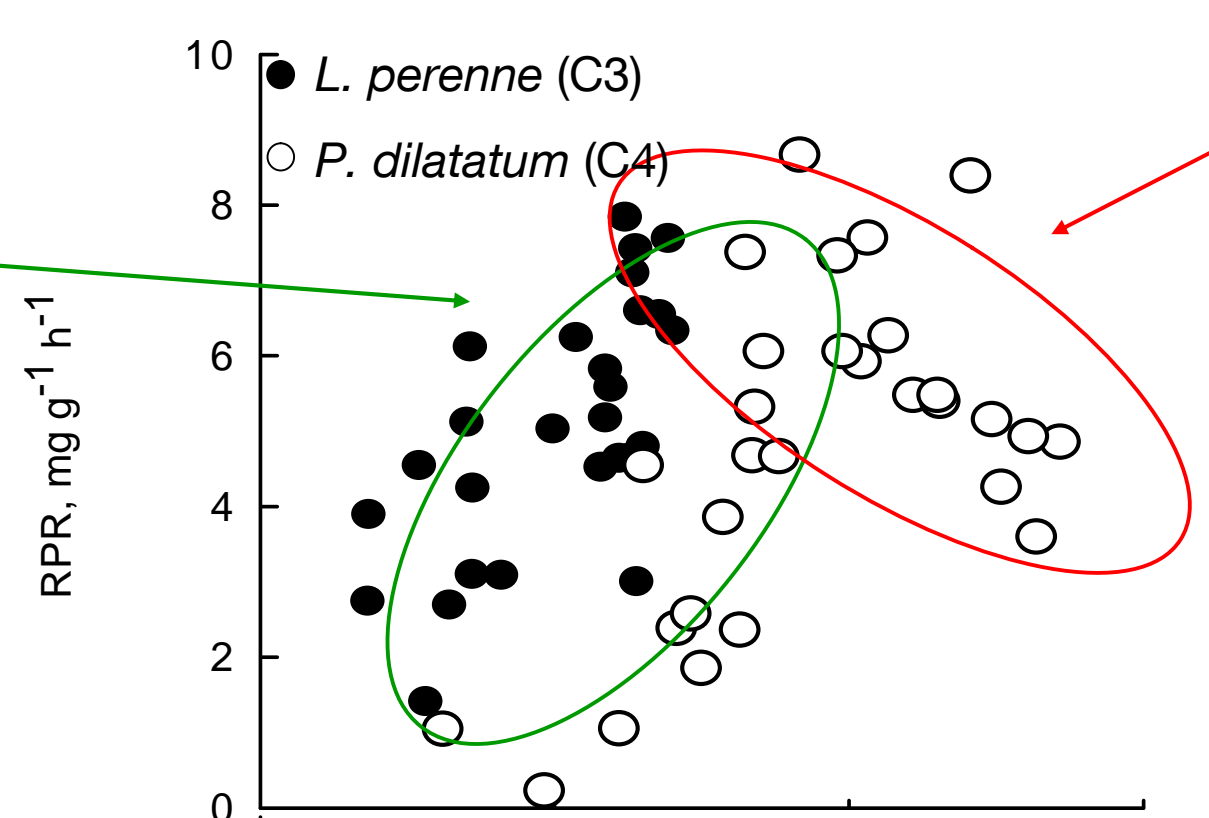 10
L. perenne (C3)
P. dilatatum (C4)
8
6
4
2
0
RPR, mg g⁻¹ h⁻¹